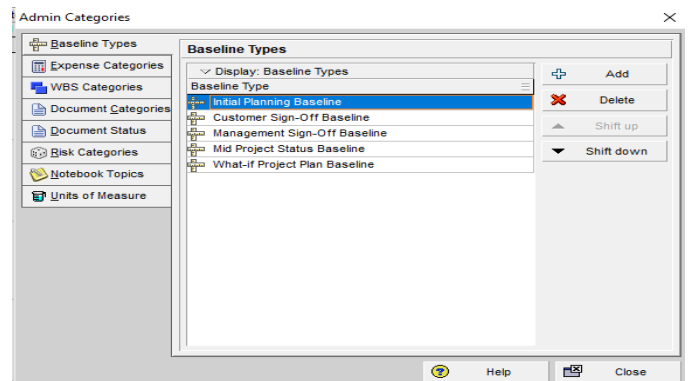 Admin Categories
Baseline Types
Expense Categories
WBS Categories
Document Categories
Document Status
Risk Categories
Notebook Topics
Units of Measure
Baseline Types
Display: Baseline Types
Baseline Type
Initial Planning Baseline
Customer Sign-Off Baseline
Management Sign-Off Baseline
Mid Project Status Baseline
What-if Project Plan Baseline
Add
Delete
Shift up
Shift down
Help
Close